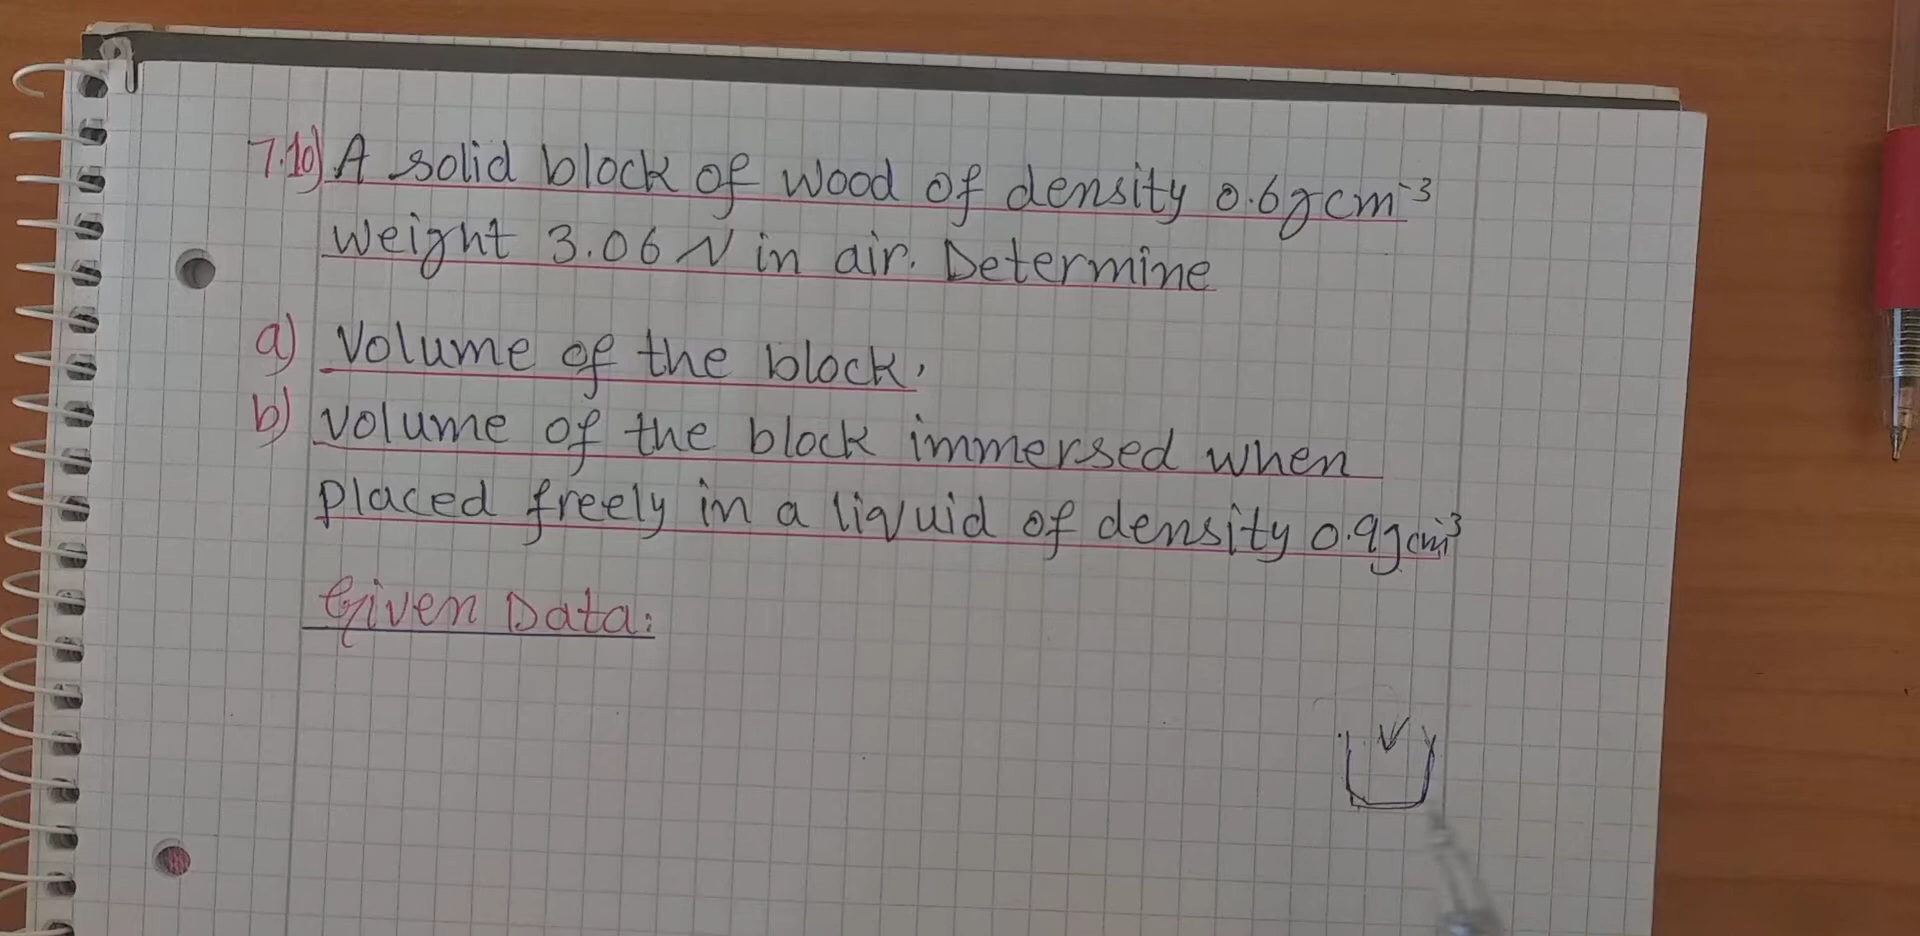 7.10) A solid block of wood of density 0.6gcm⁻³
weight 3.06 N in air. Determine
a) Volume of the block.
b) volume of the block immersed when
placed freely in a liquid of density 0.9gcm⁻³
Given Data:
V